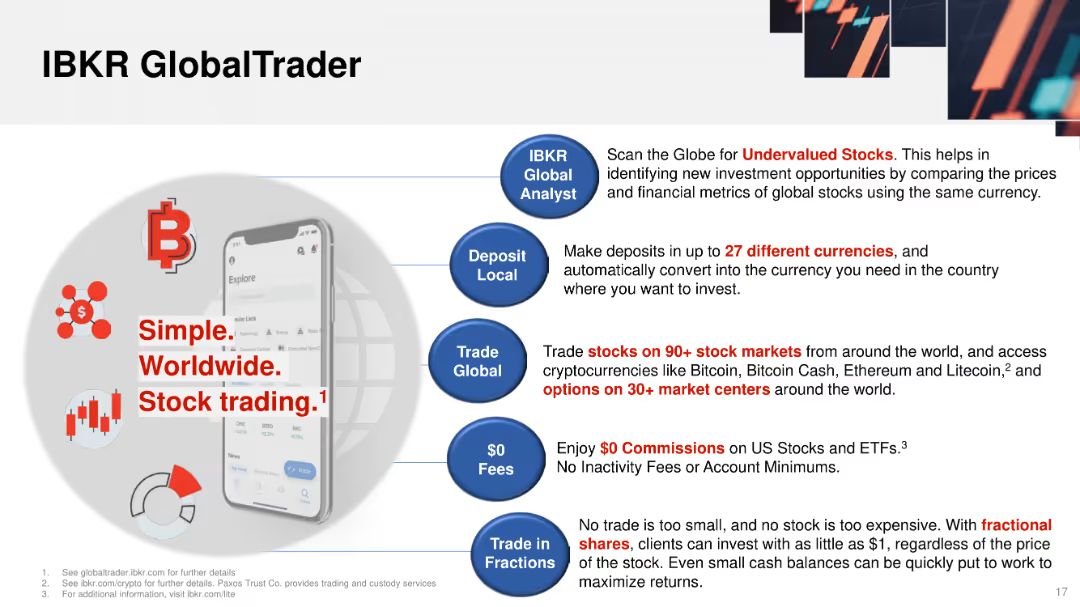 IBKR GlobalTrader
IBKR
Global
Analyst
Scan the Globe for Undervalued Stocks. This helps in
identifying new investment opportunities by comparing the prices
and financial metrics of global stocks using the same currency.
Deposit
Local
Make deposits in up to 27 different currencies, and
automatically convert into the currency you need in the country
where you want to invest.
Explore
Simple.
Worldwide.
Stock trading.¹
Trade
Global
Trade stocks on 90+ stock markets from around the world, and access
cryptocurrencies like Bitcoin, Bitcoin Cash, Ethereum and Litecoin,² and
options on 30+ market centers around the world.
$0
Fees
Enjoy $0 Commissions on US Stocks and ETFs.³
No Inactivity Fees or Account Minimums.
Trade in
Fractions
No trade is too small, and no stock is too expensive. With fractional
shares, clients can invest with as little as $1, regardless of the price
of the stock. Even small cash balances can be quickly put to work to
maximize returns.
1. See globaltrader.ibkr.com for further details
2. See ibkr.com/crypto for further details. Paxos Trust Co. provides trading and custody services
3. For additional information, visit ibkr.com/lite
17